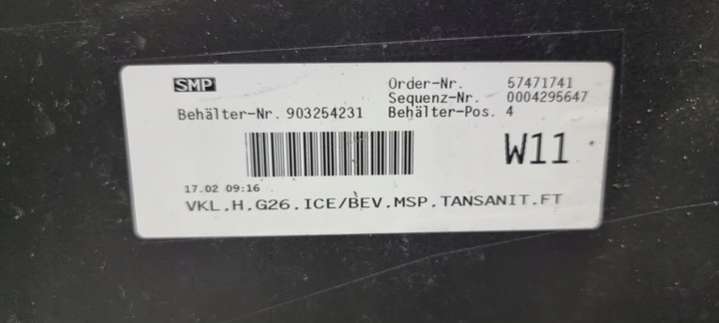 SMP
Order-Nr. 57471741
Sequenz-Nr. 0004295647
Behälter-Nr. 903254231 Behälter-Pos. 4
W11
17.02 09:16
VKL.H.G26.ICE/BEV.MSP.TANSANIT.FT